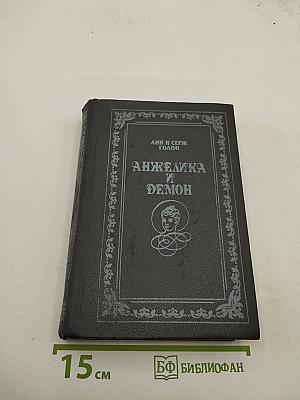 АНН И СЕРЖ
ГОЛОН
АНЖЕЛИКА
И
ДЕМОН
15 см
БФ БИБЛИОФАН